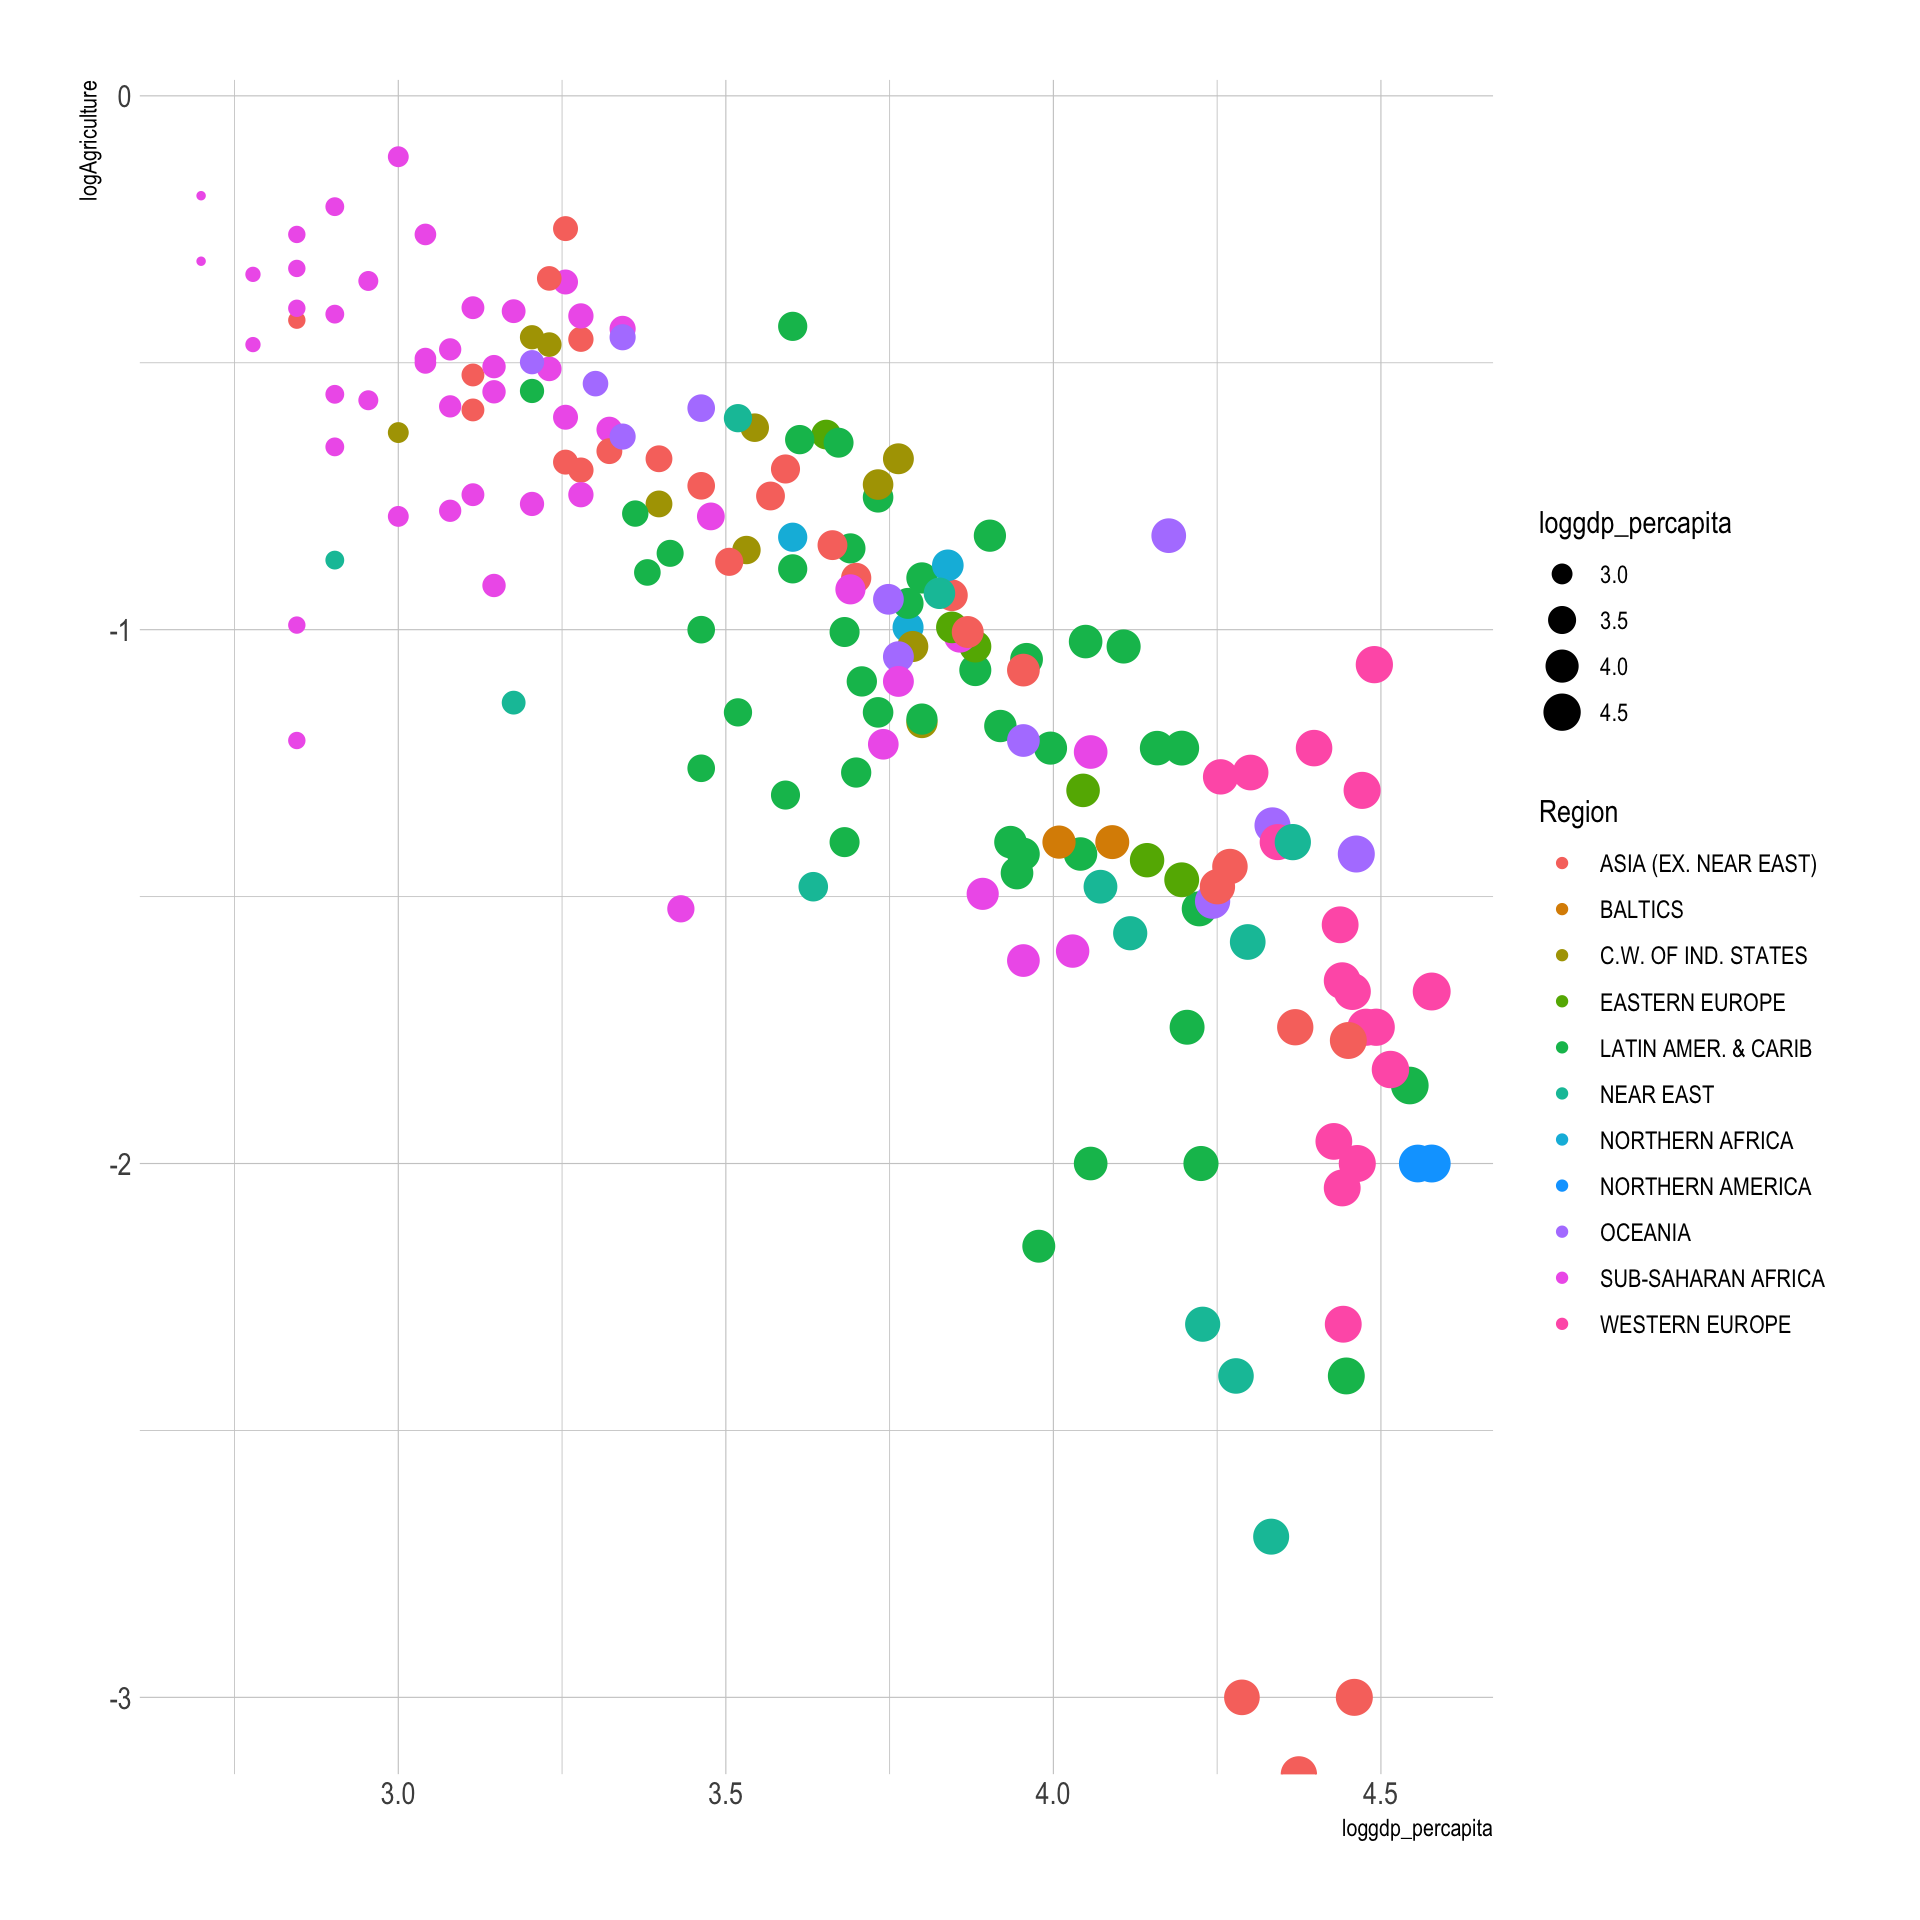 logAgriculture
0
-1
-2
-3
3.0
3.5
4.0
4.5
loggdp_percapita
loggdp_percapita
3.0
3.5
4.0
4.5
Region
ASIA (EX. NEAR EAST)
BALTICS
C.W. OF IND. STATES
EASTERN EUROPE
LATIN AMER. & CARIB
NEAR EAST
NORTHERN AFRICA
NORTHERN AMERICA
OCEANIA
SUB-SAHARAN AFRICA
WESTERN EUROPE